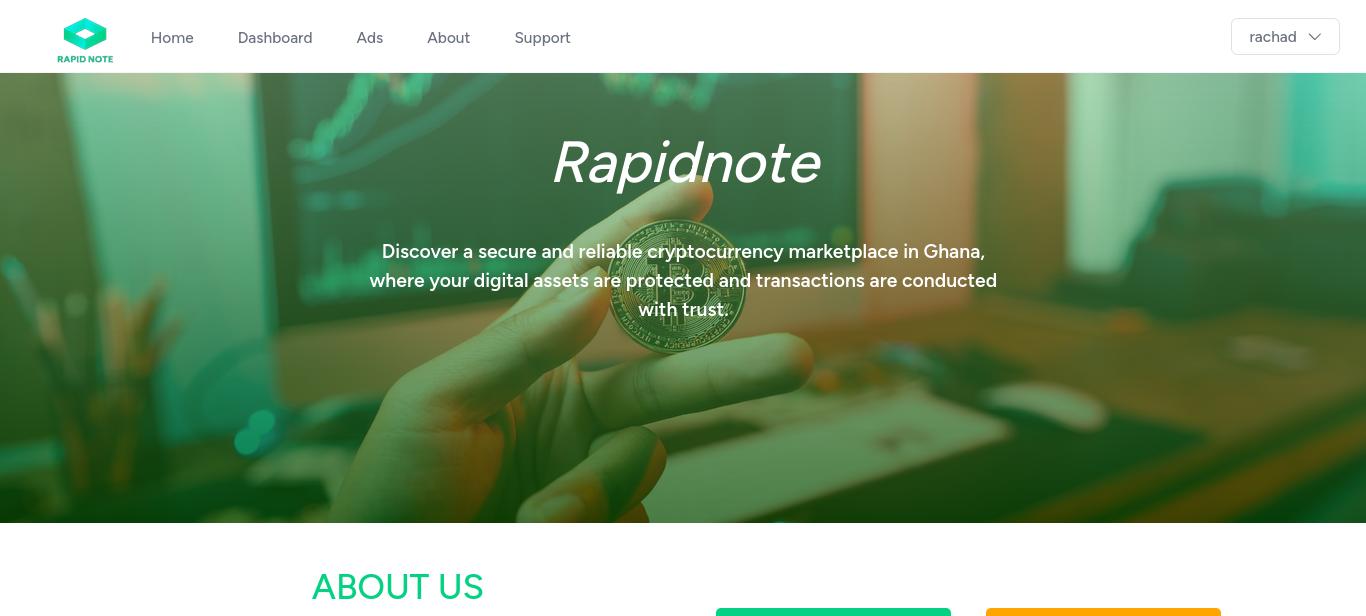 RAPID NOTE
Home
Dashboard
Ads
About
Support
rachad
Rapidnote
Discover a secure and reliable cryptocurrency marketplace in Ghana,
where your digital assets are protected and transactions are conducted
with trust.
ABOUT US